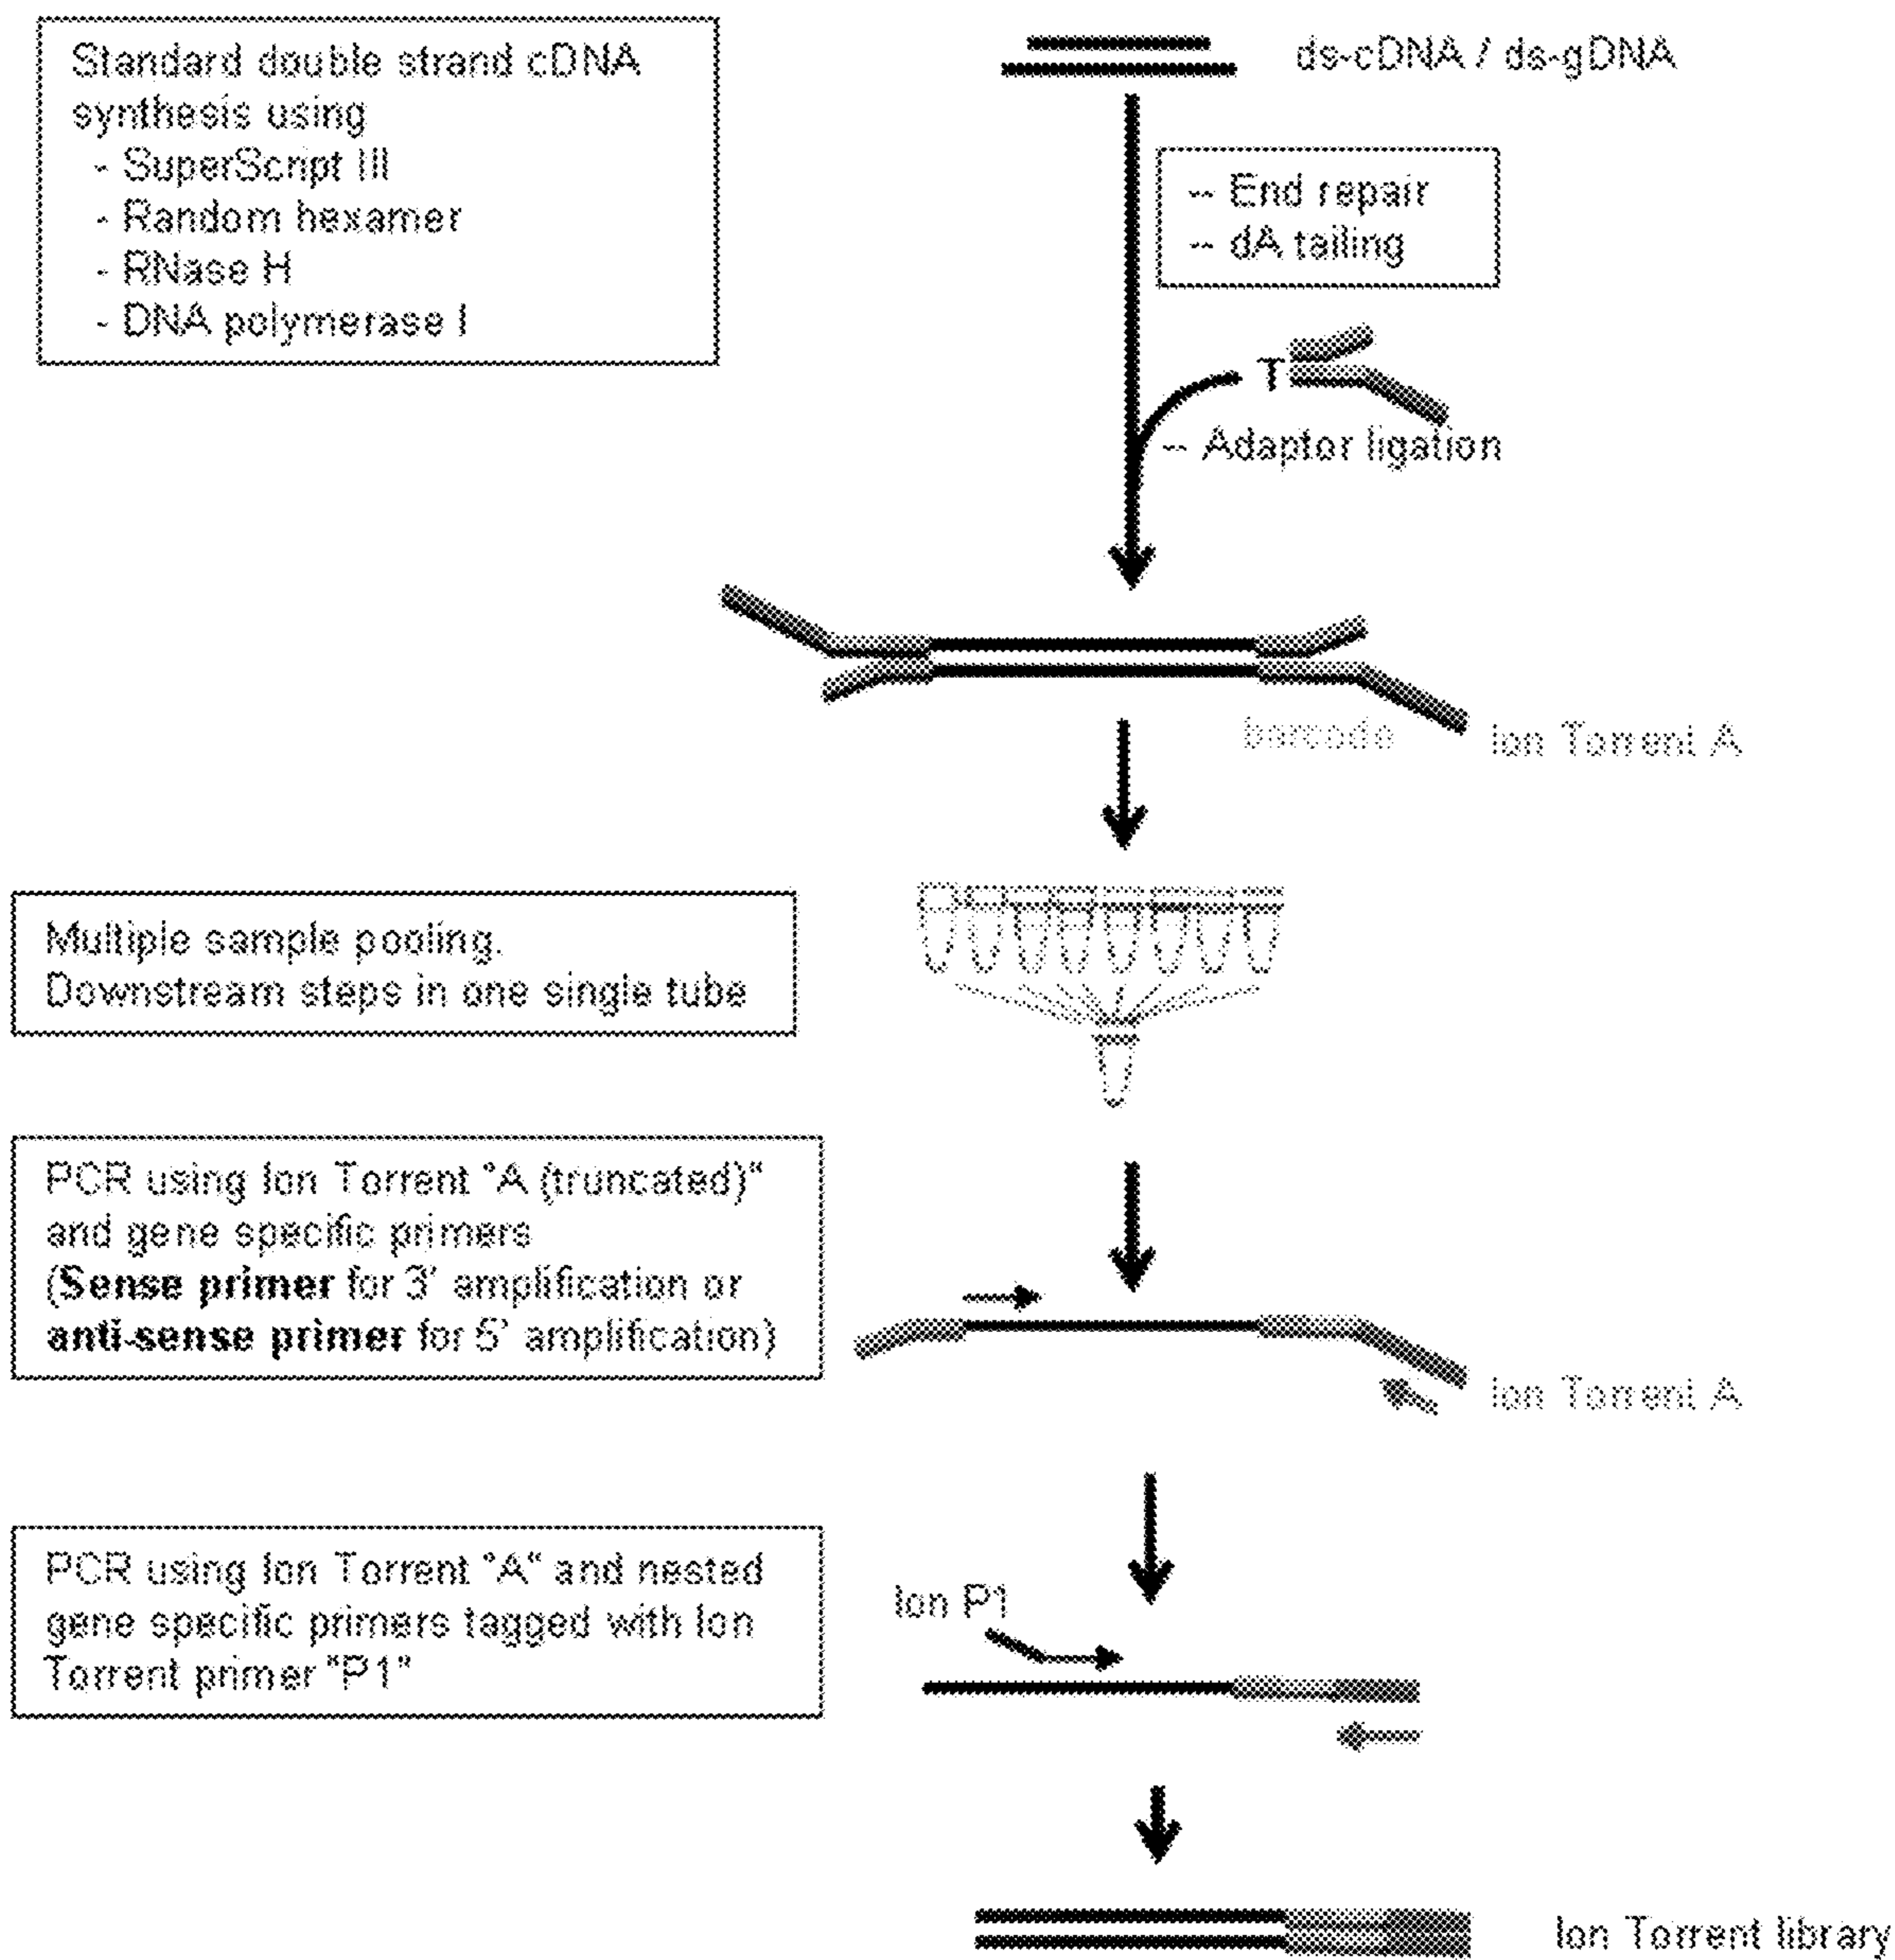 Standard double strand cDNA
synthesis using
- SuperScript III
- Random hexamer
- RNase H
- DNA polymerase I
ds-cDNA / ds-gDNA
-- End repair
-- dA tailing
T
-- Adaptor ligation
barcode
Ion Torrent A
Multiple sample pooling.
Downstream steps in one single tube
PCR using Ion Torrent "A (truncated)"
and gene specific primers
(Sense primer for 3' amplification or
anti-sense primer for 5' amplification)
Ion Torrent A
PCR using Ion Torrent "A" and nested
gene specific primers tagged with Ion
Torrent primer "P1"
Ion P1
Ion Torrent library